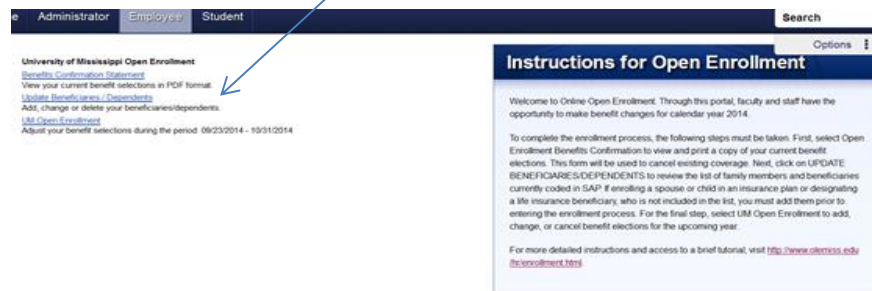 e Administrator Employee Student
Search
Options
University of Mississippi Open Enrollment
Benefits Confirmation Statement
View your current benefit selections in PDF format.
Update Beneficiaries / Dependents
Add, change or delete your beneficiaries/dependents.
UM Open Enrollment
Adjust your benefit selections during the period 09/23/2014 - 10/31/2014
Instructions for Open Enrollment
Welcome to Online Open Enrollment. Through this portal, faculty and staff have the
opportunity to make benefit changes for calendar year 2014.
To complete the enrollment process, the following steps must be taken. First, select Open
Enrollment Benefits Confirmation to view and print a copy of your current benefit
elections. This form will be used to cancel existing coverage. Next, click on UPDATE
BENEFICIARIES/DEPENDENTS to review the list of family members and beneficiaries
currently coded in SAP. If enrolling a spouse or child in an insurance plan or designating
a life insurance beneficiary, who is not included in the list, you must add them prior to
entering the enrollment process. For the final step, select UM Open Enrollment to add,
change, or cancel benefit elections for the upcoming year.
For more detailed instructions and access to a brief tutorial, visit http://www.olemiss.edu
/hr/enrollment.html.